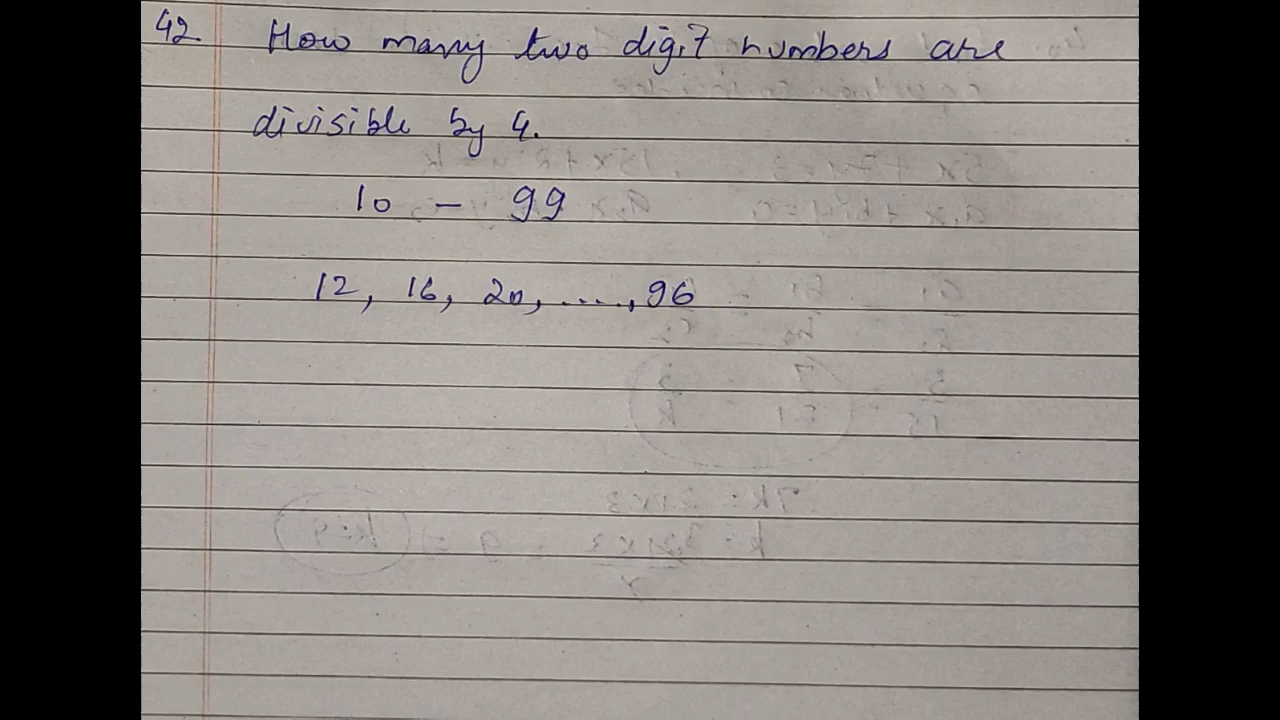 42. How many two digit numbers are
divisible by 4.
10 - 99
12, 16, 20, ...., 96